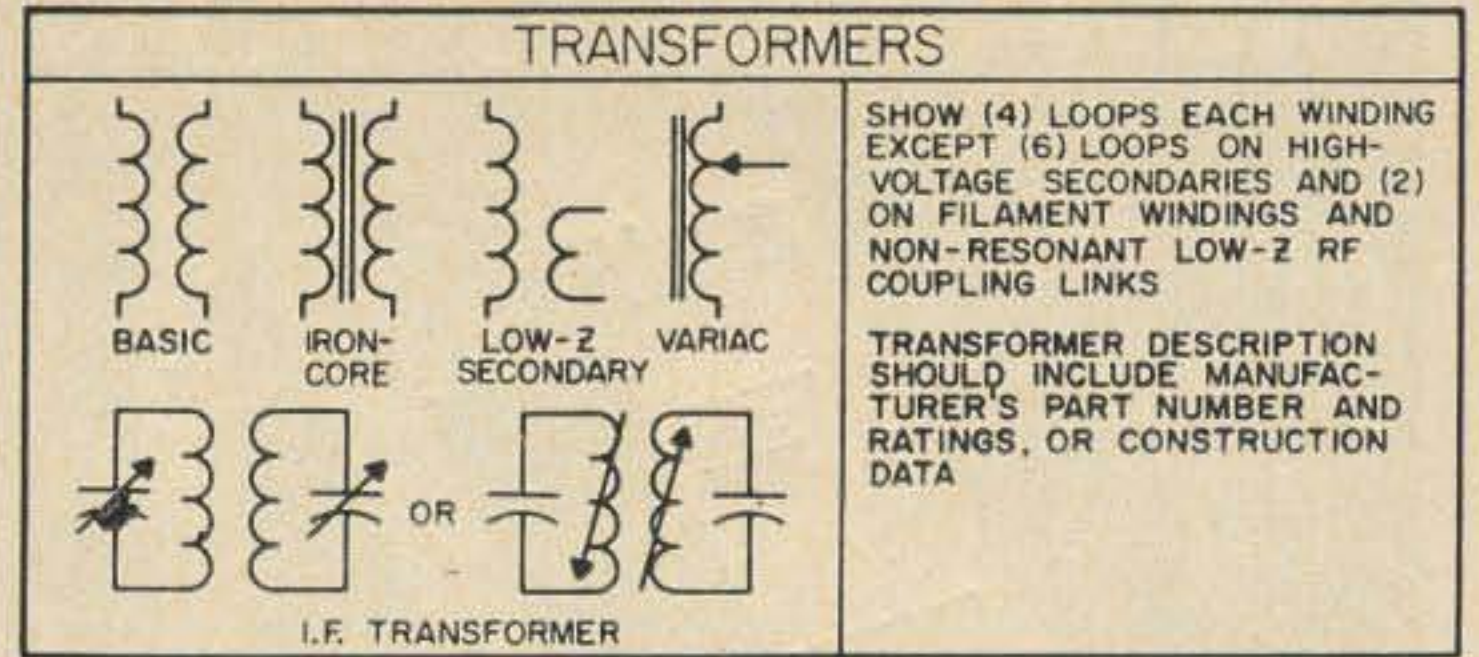 TRANSFORMERS
BASIC
IRON-
CORE
LOW-Z
SECONDARY
VARIAC
OR
I.F. TRANSFORMER
SHOW (4) LOOPS EACH WINDING
EXCEPT (6) LOOPS ON HIGH-
VOLTAGE SECONDARIES AND (2)
ON FILAMENT WINDINGS AND
NON-RESONANT LOW-Z RF
COUPLING LINKS
TRANSFORMER DESCRIPTION
SHOULD INCLUDE MANUFAC-
TURER'S PART NUMBER AND
RATINGS, OR CONSTRUCTION
DATA